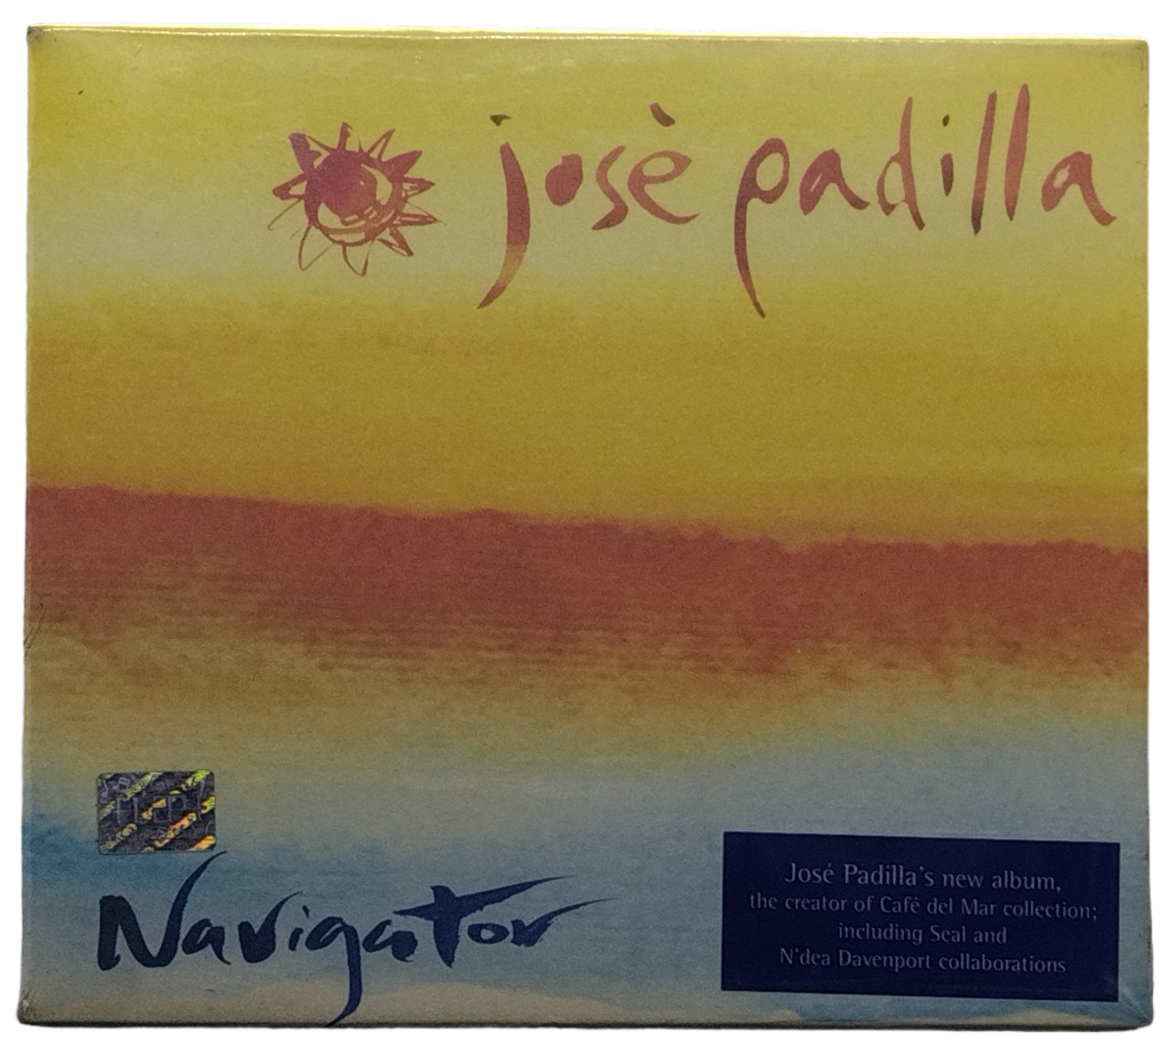 josè padilla
Navigator
José Padilla's new album,
the creator of Café del Mar collection;
including Seal and
N'dea Davenport collaborations